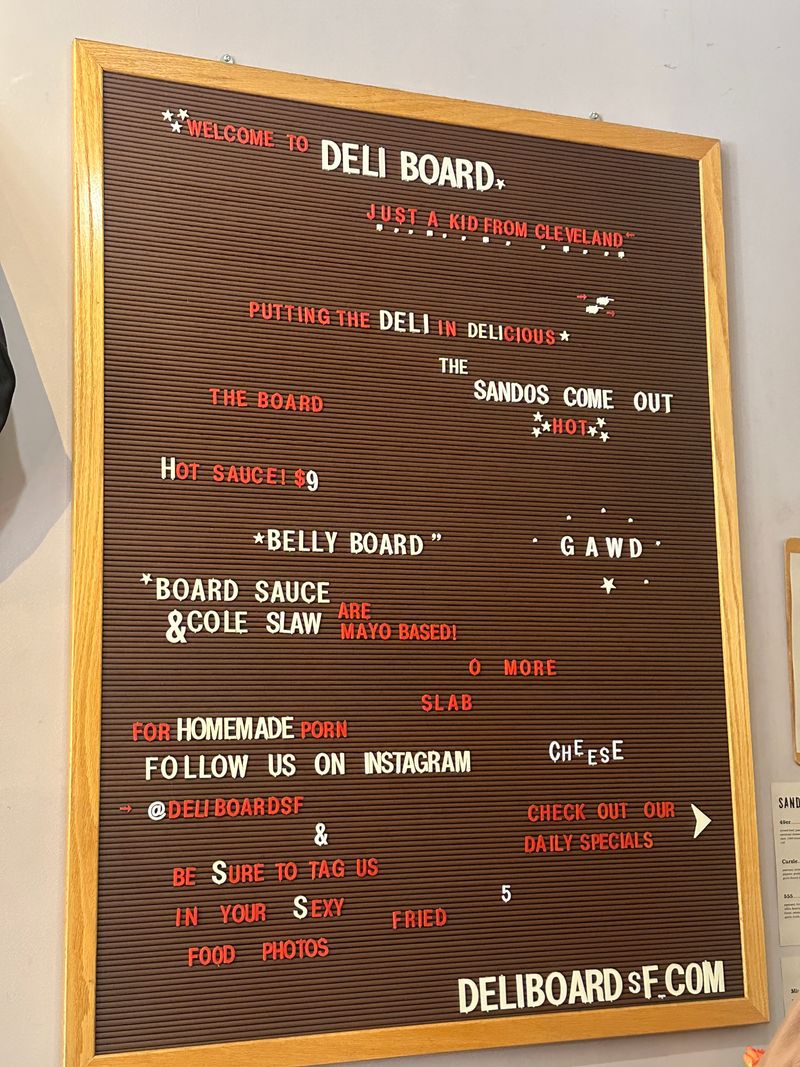 WELCOME TO DELI BOARD
JUST A KID FROM CLEVELAND
PUTTING THE DELI IN DELICIOUS
THE
SANDOS COME OUT
THE BOARD
HOT
HOT SAUCE! $9
*BELLY BOARD"
GAWD
*BOARD SAUCE
&COLE SLAW ARE
MAYO BASED!
O MORE
SLAB
FOR HOMEMADE PORN
FOLLOW US ON INSTAGRAM
CHEESE
→ @DELIBOARDSF
CHECK OUT OUR
&
DAILY SPECIALS
BE SURE TO TAG US
5
IN YOUR SEXY
FRIED
FOOD PHOTOS
DELIBOARDSF.COM